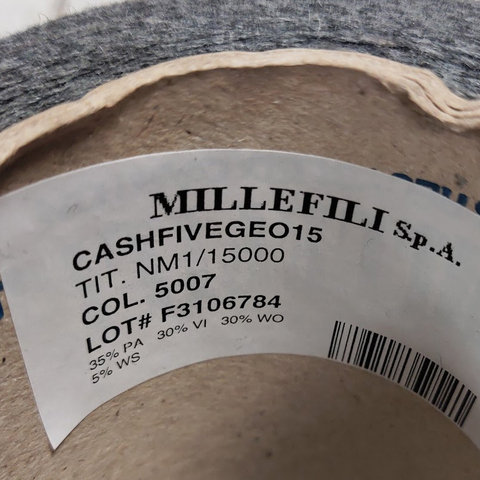 MILLEFILI S.p.A.
CASHFIVEGEO15
TIT. NM1/15000
COL. 5007
LOT# F3106784
35% PA 30% VI 30% WO
5% WS